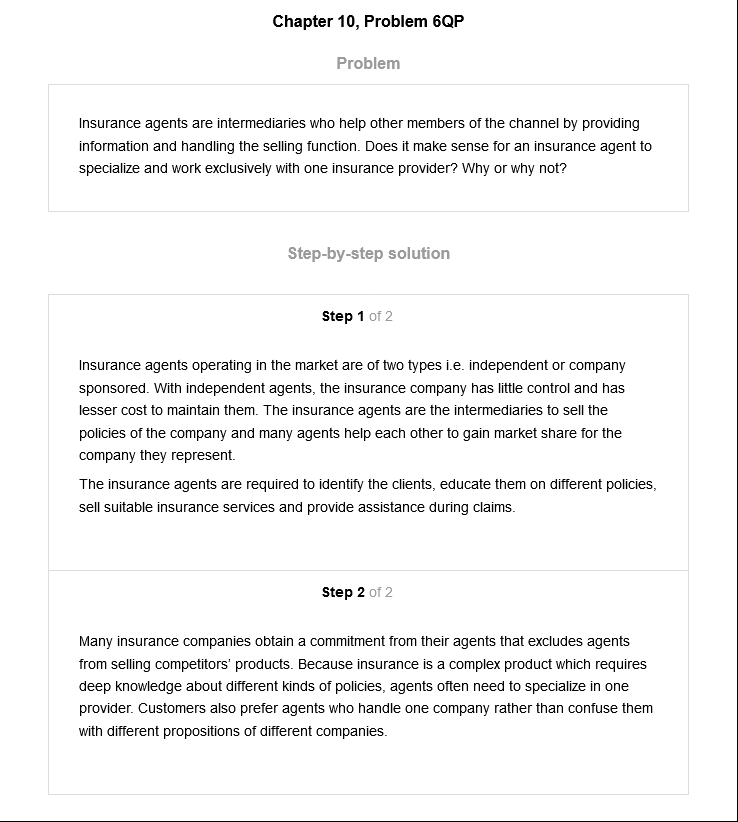 Chapter 10, Problem 6QP
Problem
Insurance agents are intermediaries who help other members of the channel by providing
information and handling the selling function. Does it make sense for an insurance agent to
specialize and work exclusively with one insurance provider? Why or why not?
Step-by-step solution
Step 1 of 2
Insurance agents operating in the market are of two types i.e. independent or company
sponsored. With independent agents, the insurance company has little control and has
lesser cost to maintain them. The insurance agents are the intermediaries to sell the
policies of the company and many agents help each other to gain market share for the
company they represent.
The insurance agents are required to identify the clients, educate them on different policies,
sell suitable insurance services and provide assistance during claims.
Step 2 of 2
Many insurance companies obtain a commitment from their agents that excludes agents
from selling competitors' products. Because insurance is a complex product which requires
deep knowledge about different kinds of policies, agents often need to specialize in one
provider. Customers also prefer agents who handle one company rather than confuse them
with different propositions of different companies.